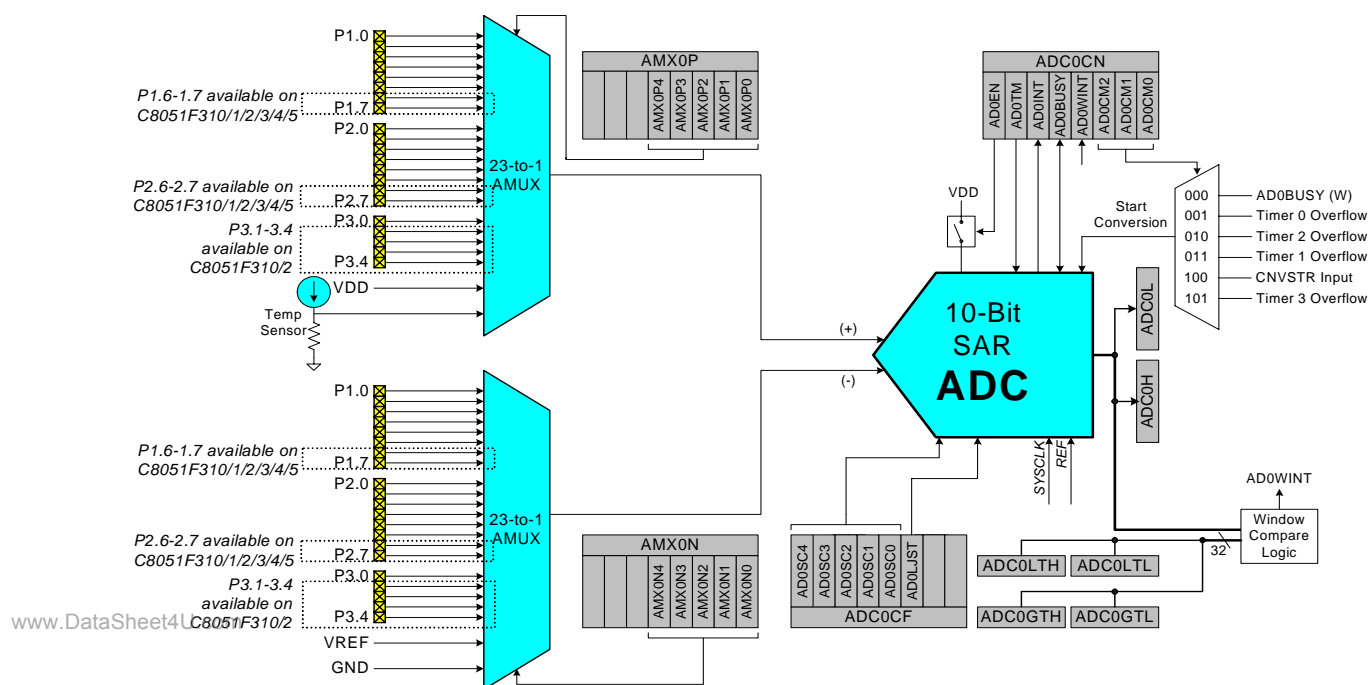 P1.0
P1.6-1.7 available on
C8051F310/1/2/3/4/5
P1.7
P2.0
P2.6-2.7 available on
C8051F310/1/2/3/4/5
P2.7
P3.0
P3.1-3.4
available on
C8051F310/2
P3.4
VDD
Temp
Sensor
23-to-1
AMUX
AMX0P
AMX0P4
AMX0P3
AMX0P2
AMX0P1
AMX0P0
ADC0CN
AD0EN
AD0TM
AD0INT
AD0BUSY
AD0WINT
AD0CM2
AD0CM1
AD0CM0
VDD
Start
Conversion
000 AD0BUSY (W)
001 Timer 0 Overflow
010 Timer 2 Overflow
011 Timer 1 Overflow
100 CNVSTR Input
101 Timer 3 Overflow
(+)
(-)
10-Bit
SAR
ADC
ADC0L
ADC0H
SYSCLK
REF
P1.0
P1.6-1.7 available on
C8051F310/1/2/3/4/5
P1.7
P2.0
P2.6-2.7 available on
C8051F310/1/2/3/4/5
P2.7
P3.0
P3.1-3.4
available on
C8051F310/2
P3.4
VREF
GND
23-to-1
AMUX
AMX0N
AMX0N4
AMX0N3
AMX0N2
AMX0N1
AMX0N0
AD0SC4
AD0SC3
AD0SC2
AD0SC1
AD0SC0
AD0LJST
ADC0CF
AD0WINT
Window
Compare
Logic
32
ADC0LTH
ADC0LTL
ADC0GTH
ADC0GTL
www.DataSheet4U.com